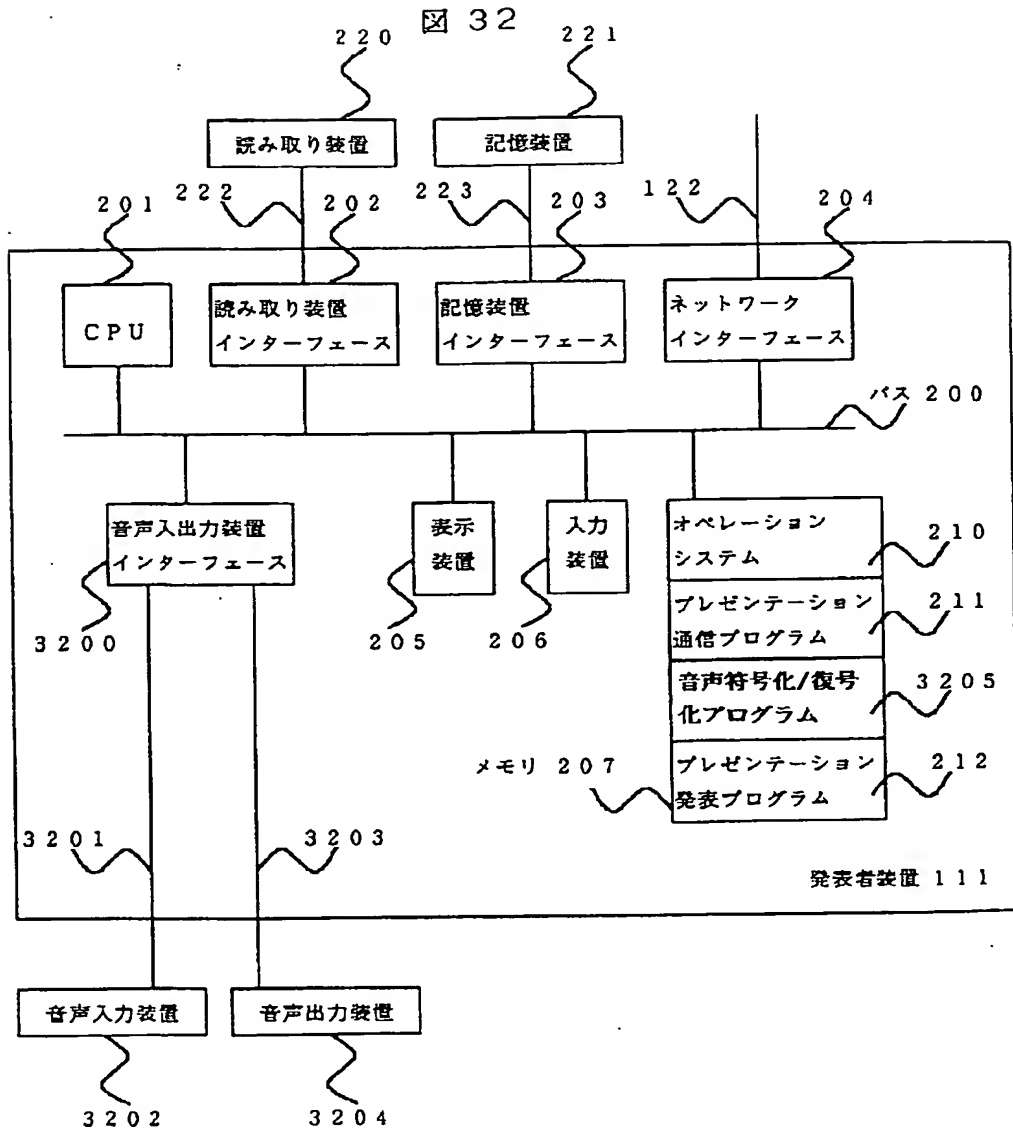 図 32
220
221
読み取り装置
記憶装置
201
222
202
223
203
122
204
CPU
読み取り装置
インターフェース
記憶装置
インターフェース
ネットワーク
インターフェース
バス 200
音声入出力装置
インターフェース
表示
装置
入力
装置
オペレーション
システム
210
プレゼンテーション
通信プログラム
211
音声符号化/復号
化プログラム
3205
プレゼンテーション
発表プログラム
212
3200
205
206
メモリ 207
3201
3203
発表者装置 111
音声入力装置
音声出力装置
3202
3204